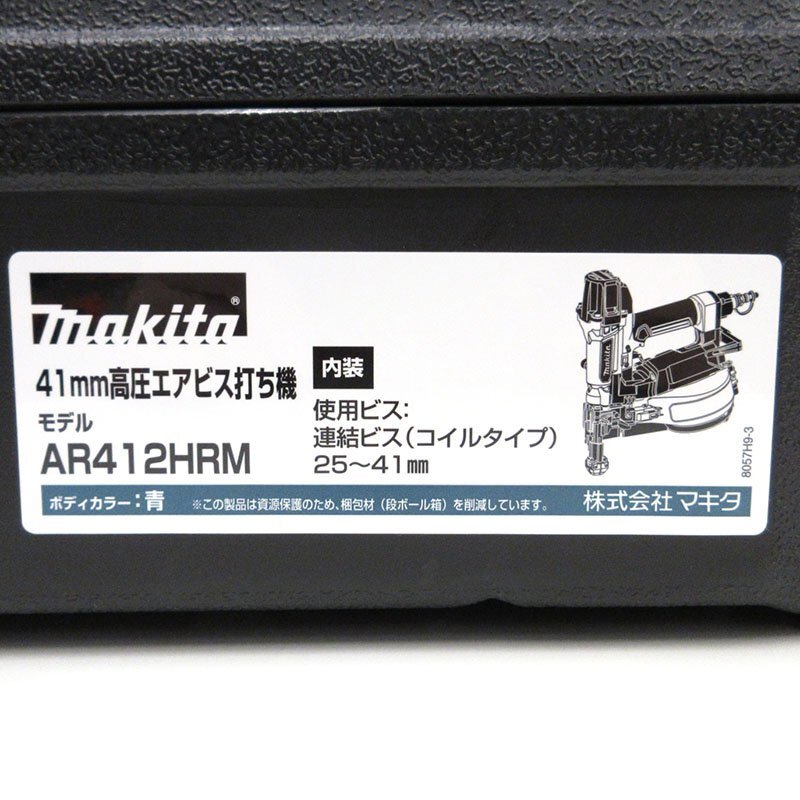 makita®
41mm高圧エアビス打ち機
モデル
AR412HRM
内装
使用ビス:
連結ビス(コイルタイプ)
25〜41㎜
makita
8057H9-3
ボディカラー:青
※この製品は資源保護のため、梱包材(段ボール箱)を削減しています。
株式会社 マキタ